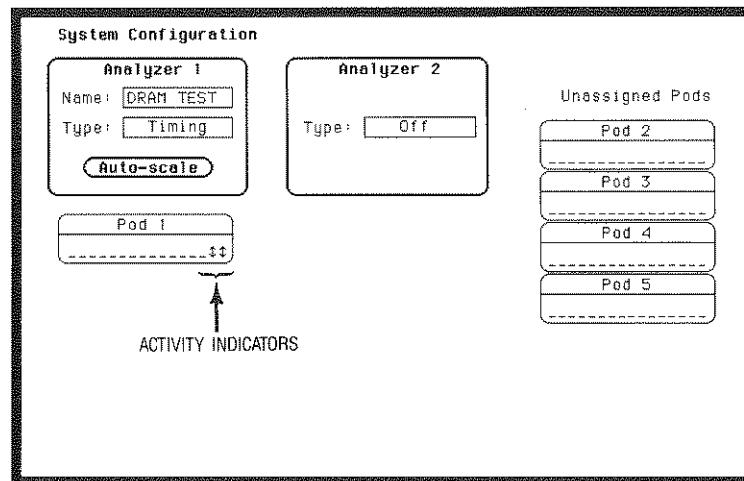 System Configuration
Analyzer 1
Name: DRAM TEST
Type: Timing
Auto-scale
Analyzer 2
Type: Off
Unassigned Pods
Pod 2
Pod 3
Pod 4
Pod 5
Pod 1
ACTIVITY INDICATORS